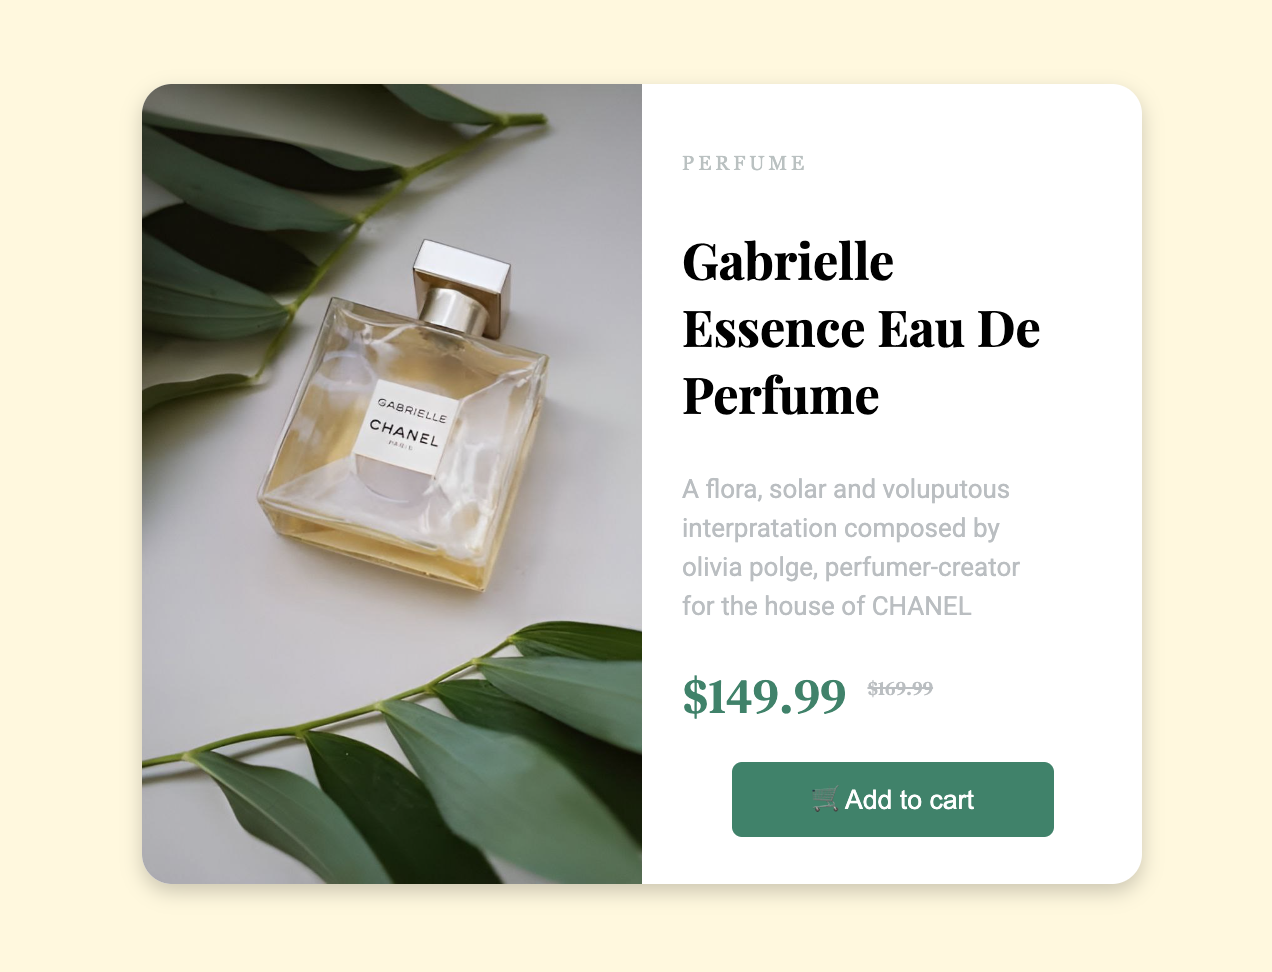 PERFUME
Gabrielle
Essence Eau De
Perfume
A flora, solar and voluputous
interpratation composed by
olivia polge, perfumer-creator
for the house of CHANEL
$149.99 $169.99
Add to cart
GABRIELLE
CHANEL
PARIS